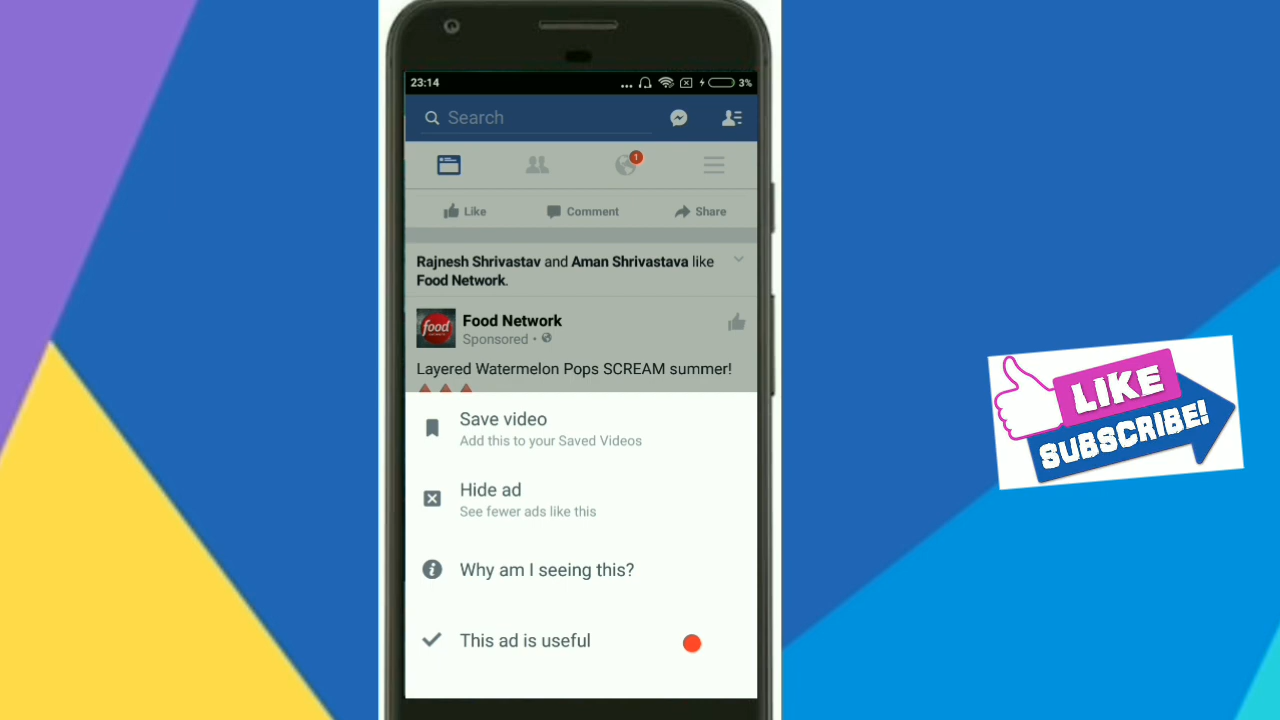 23:14
3%
Search
1
Like Comment Share
Rajnesh Shrivastav and Aman Shrivastava like
Food Network.
food
Food Network
Sponsored •
Layered Watermelon Pops SCREAM summer!
Save video
Add this to your Saved Videos
Hide ad
See fewer ads like this
Why am I seeing this?
This ad is useful
LIKE
SUBSCRIBE!